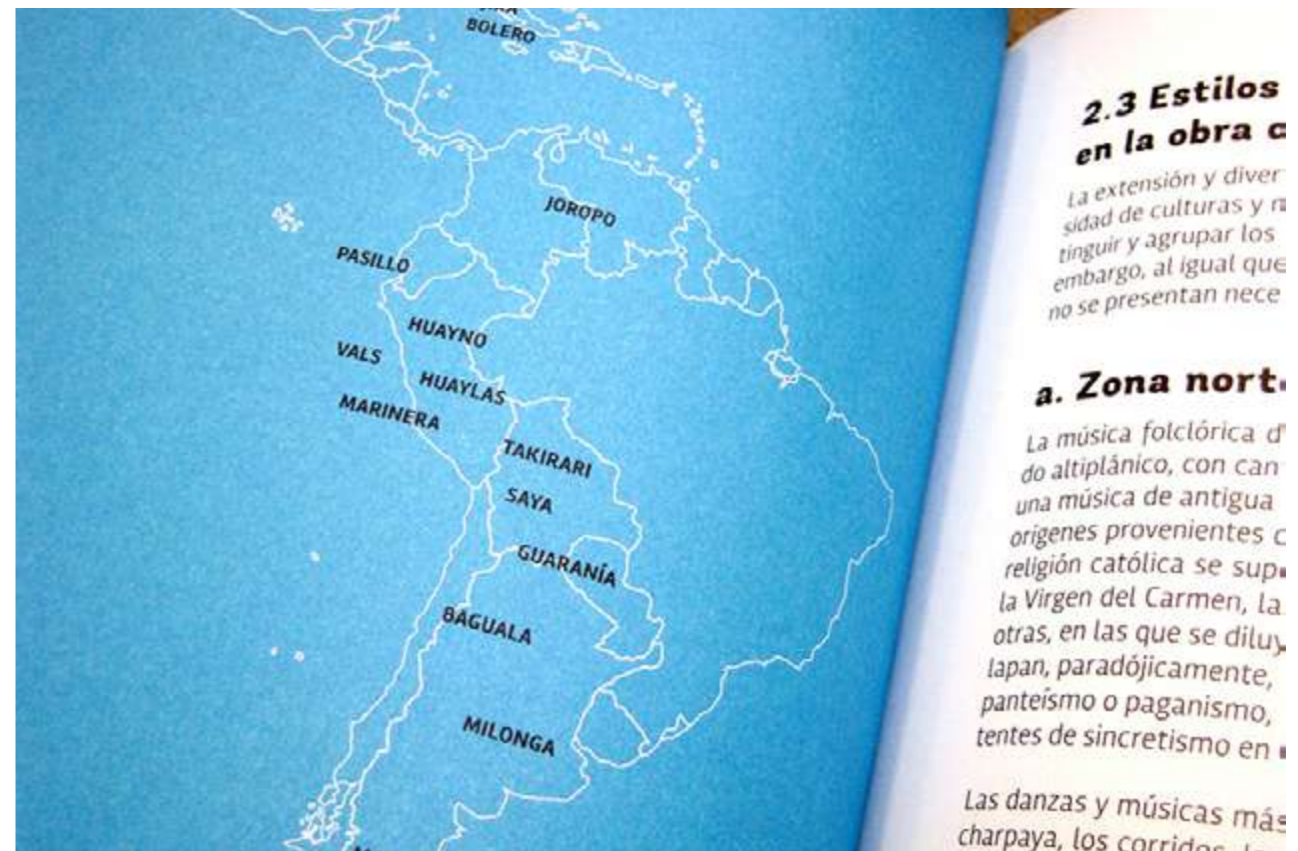 BOLERO
JOROPO
PASILLO
HUAYNO
VALS
HUAYLAS
MARINERA
TAKIRARI
SAYA
GUARANÍA
BAGUALA
MILONGA
2.3 Estilos
en la obra
La extensión y diver
sidad de culturas y
tinguir y agrupar los
embargo, al igual que
no se presentan nece
a. Zona nort
La música folclórica d
do altiplánico, con can
una música de antigua
orígenes provenientes
religión católica se sup
la Virgen del Carmen, la
otras, en las que se diluy
lapan, paradójicamente,
panteísmo o paganismo,
tentes de sincretismo en
Las danzas y músicas más
charpaya, los corridos,